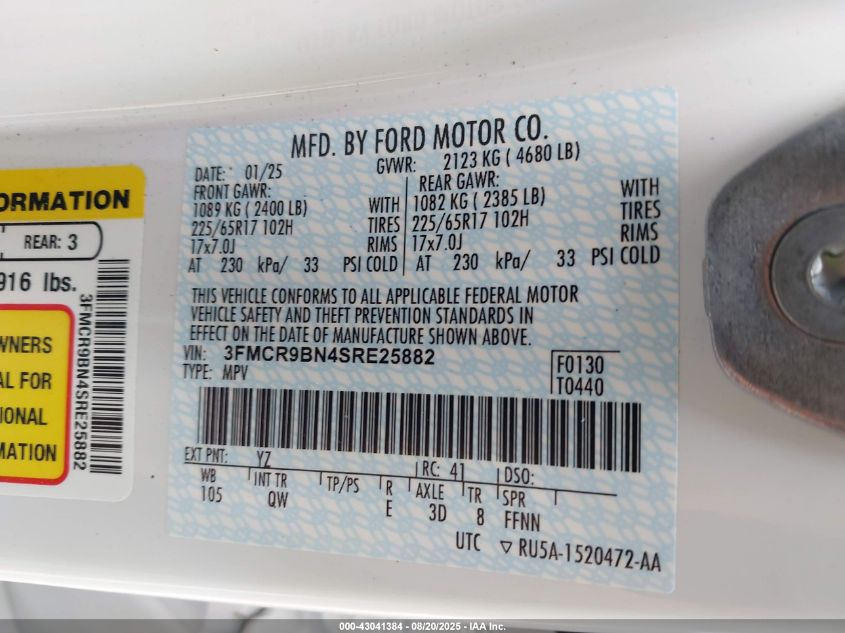 ORMATION
REAR: 3
916 lbs.
WNERS
AL FOR
IONAL
MATION
3FMCR9BN4SRE25882
MFD. BY FORD MOTOR CO.
DATE: 01/25 GVWR: 2123 KG ( 4680 LB)
FRONT GAWR: REAR GAWR: WITH
1089 KG ( 2400 LB) WITH 1082 KG ( 2385 LB) TIRES
225/65R17 102H TIRES 225/65R17 102H RIMS
17x7.0J RIMS 17x7.0J
AT 230 kPa/ 33 PSI COLD AT 230 kPa/ 33 PSI COLD
THIS VEHICLE CONFORMS TO ALL APPLICABLE FEDERAL MOTOR
VEHICLE SAFETY AND THEFT PREVENTION STANDARDS IN
EFFECT ON THE DATE OF MANUFACTURE SHOWN ABOVE.
VIN: 3FMCR9BN4SRE25882 F0130
TYPE: MPV T0440
EXT PNT: YZ RC: 41 DSO:
WB INT TR TP/PS R AXLE TR SPR
105 QW E 3D 8 FFNN
UTC ▽ RU5A-1520472-AA
000-43041384 - 08/20/2025 - IAA Inc.